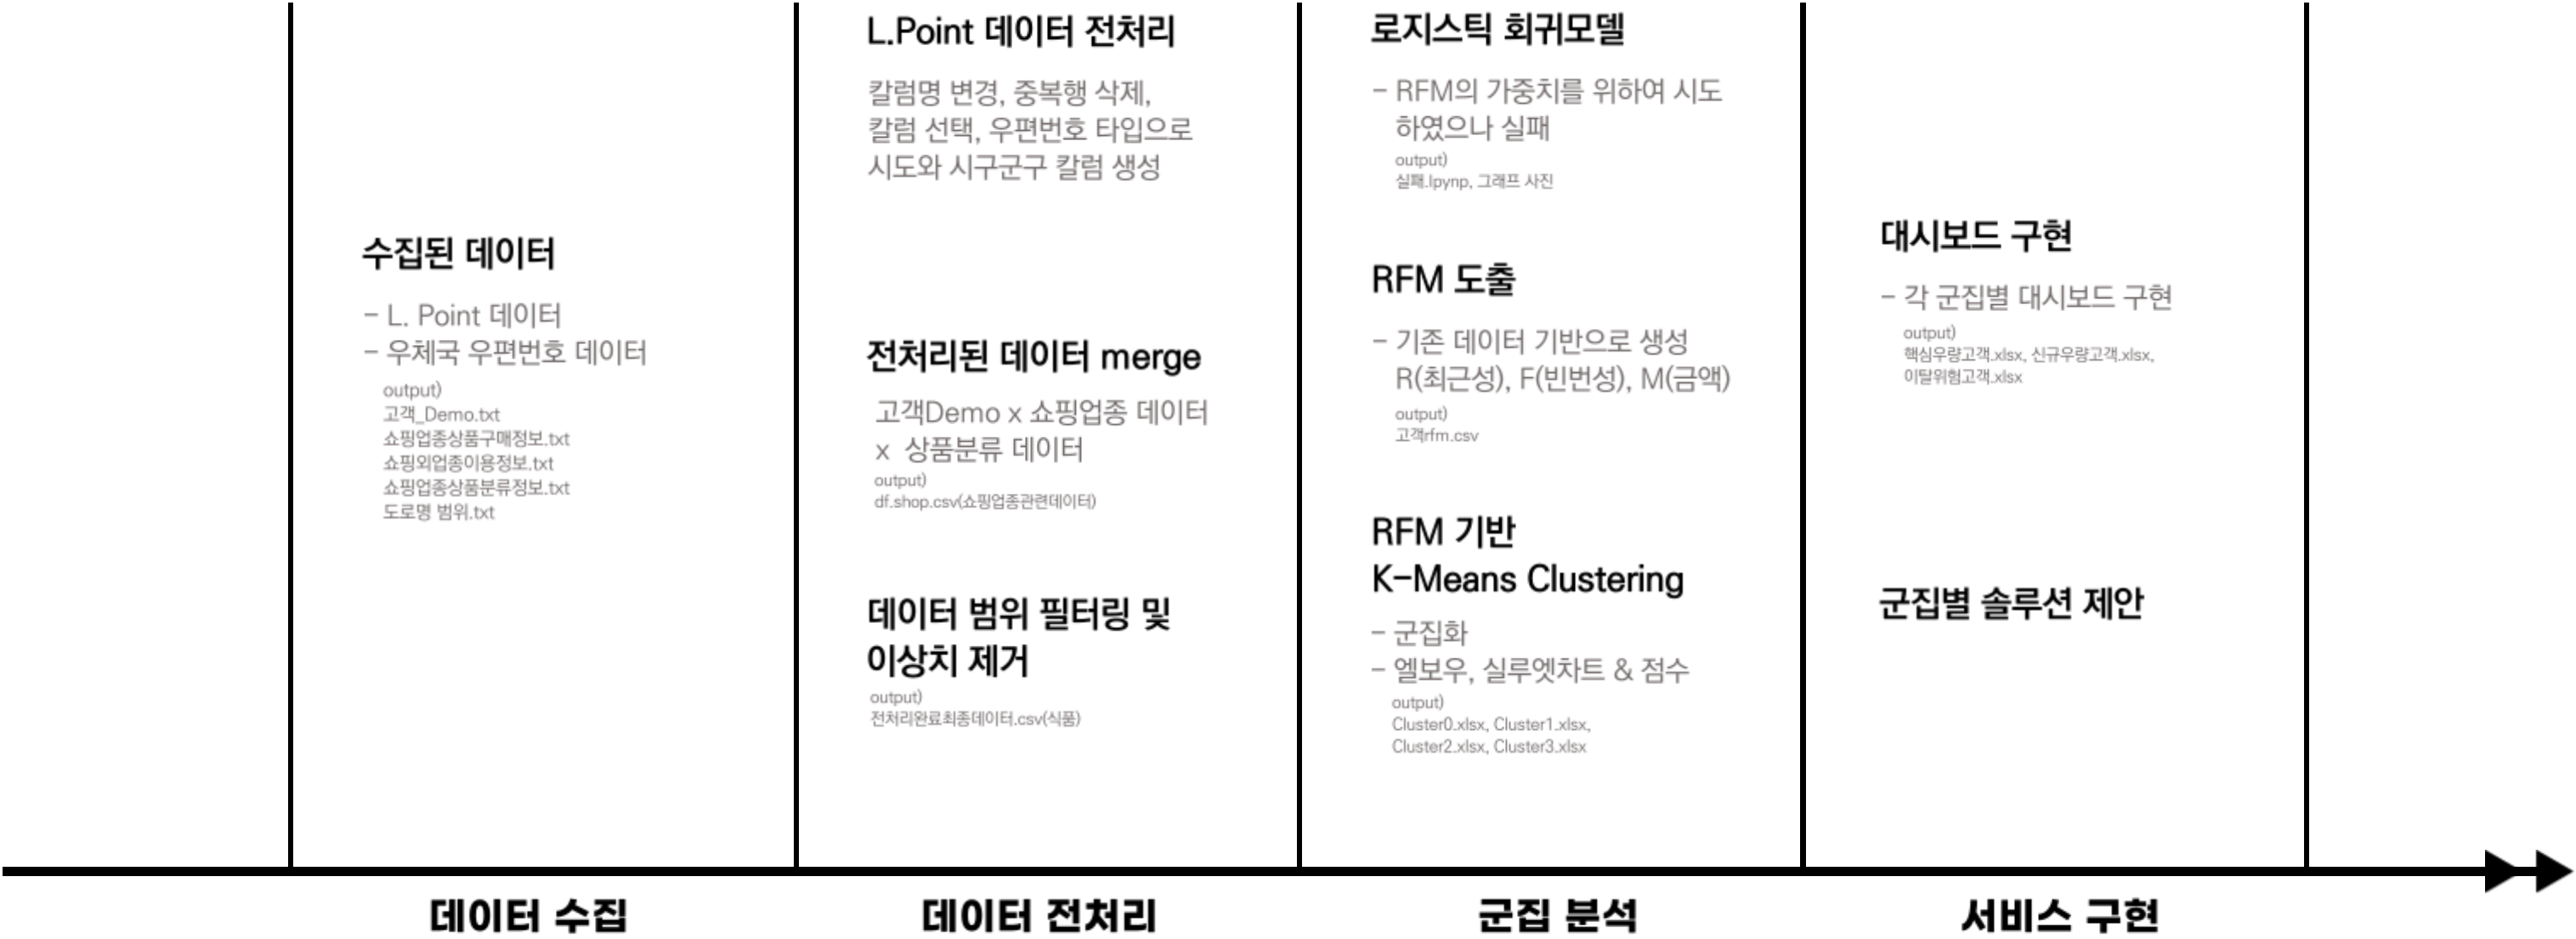 수집된 데이터
- L. Point 데이터
- 우체국 우편번호 데이터
output)
고객_Demo.txt
쇼핑업종상품구매정보.txt
쇼핑외업종이용정보.txt
쇼핑업종상품분류정보.txt
도로명 범위.txt
데이터 수집
L.Point 데이터 전처리
칼럼명 변경, 중복행 삭제,
칼럼 선택, 우편번호 타입으로
시도와 시구군구 칼럼 생성
전처리된 데이터 merge
고객Demo x 쇼핑업종 데이터
x 상품분류 데이터
output)
df.shop.csv(쇼핑업종관련데이터)
데이터 범위 필터링 및
이상치 제거
output)
전처리완료최종데이터.csv(식품)
데이터 전처리
로지스틱 회귀모델
- RFM의 가중치를 위하여 시도
하였으나 실패
output)
실패.Ipynp, 그래프 사진
RFM 도출
- 기존 데이터 기반으로 생성
R(최근성), F(빈번성), M(금액)
output)
고객rfm.csv
RFM 기반
K-Means Clustering
- 군집화
- 엘보우, 실루엣차트 & 점수
output)
Cluster0.xlsx, Cluster1.xlsx,
Cluster2.xlsx, Cluster3.xlsx
군집 분석
대시보드 구현
- 각 군집별 대시보드 구현
output)
핵심우량고객.xlsx, 신규우량고객.xlsx,
이탈위험고객.xlsx
군집별 솔루션 제안
서비스 구현